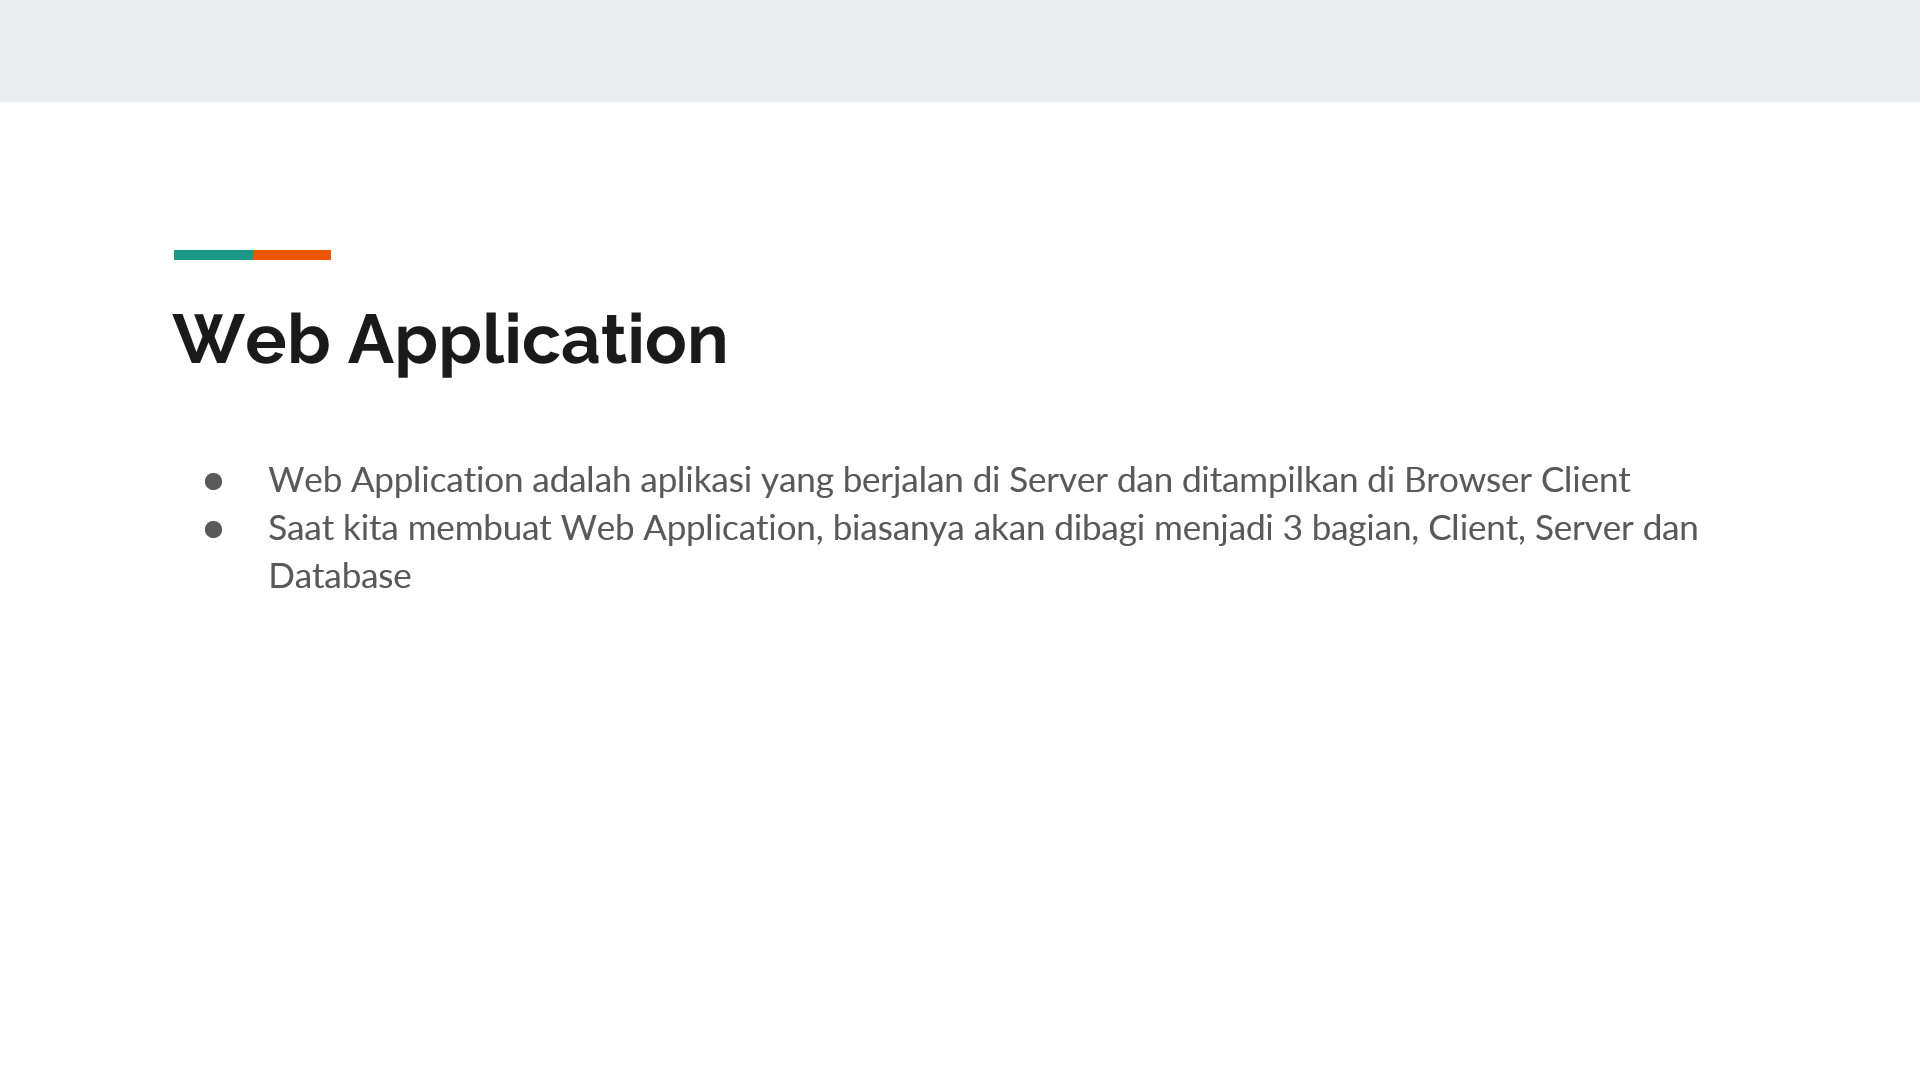 Web Application
● Web Application adalah aplikasi yang berjalan di Server dan ditampilkan di Browser Client
● Saat kita membuat Web Application, biasanya akan dibagi menjadi 3 bagian, Client, Server dan
Database